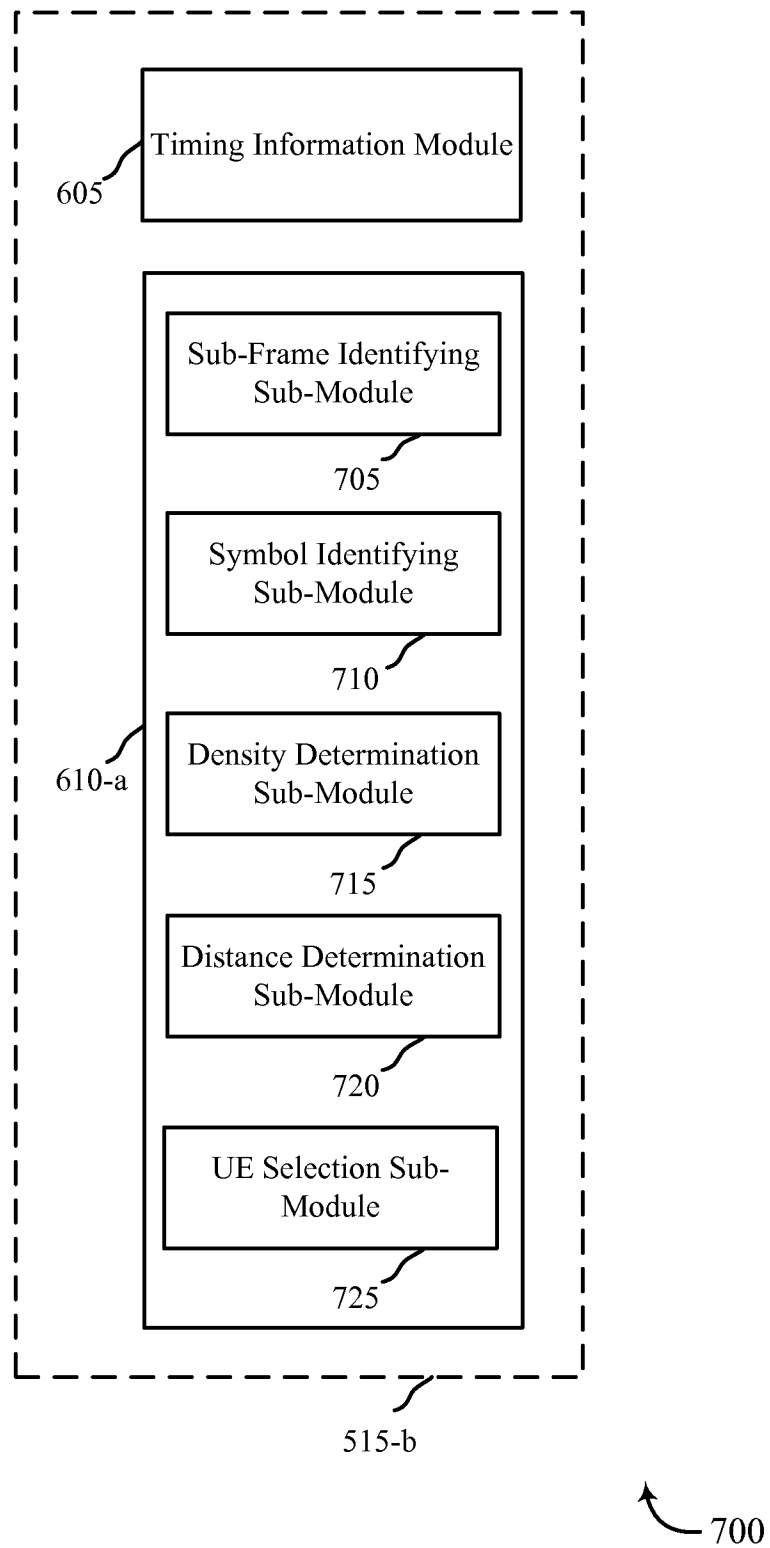 Timing Information Module
605
Sub-Frame Identifying
Sub-Module
705
Symbol Identifying
Sub-Module
710
610-a
Density Determination
Sub-Module
715
Distance Determination
Sub-Module
720
UE Selection Sub-
Module
725
515-b
700